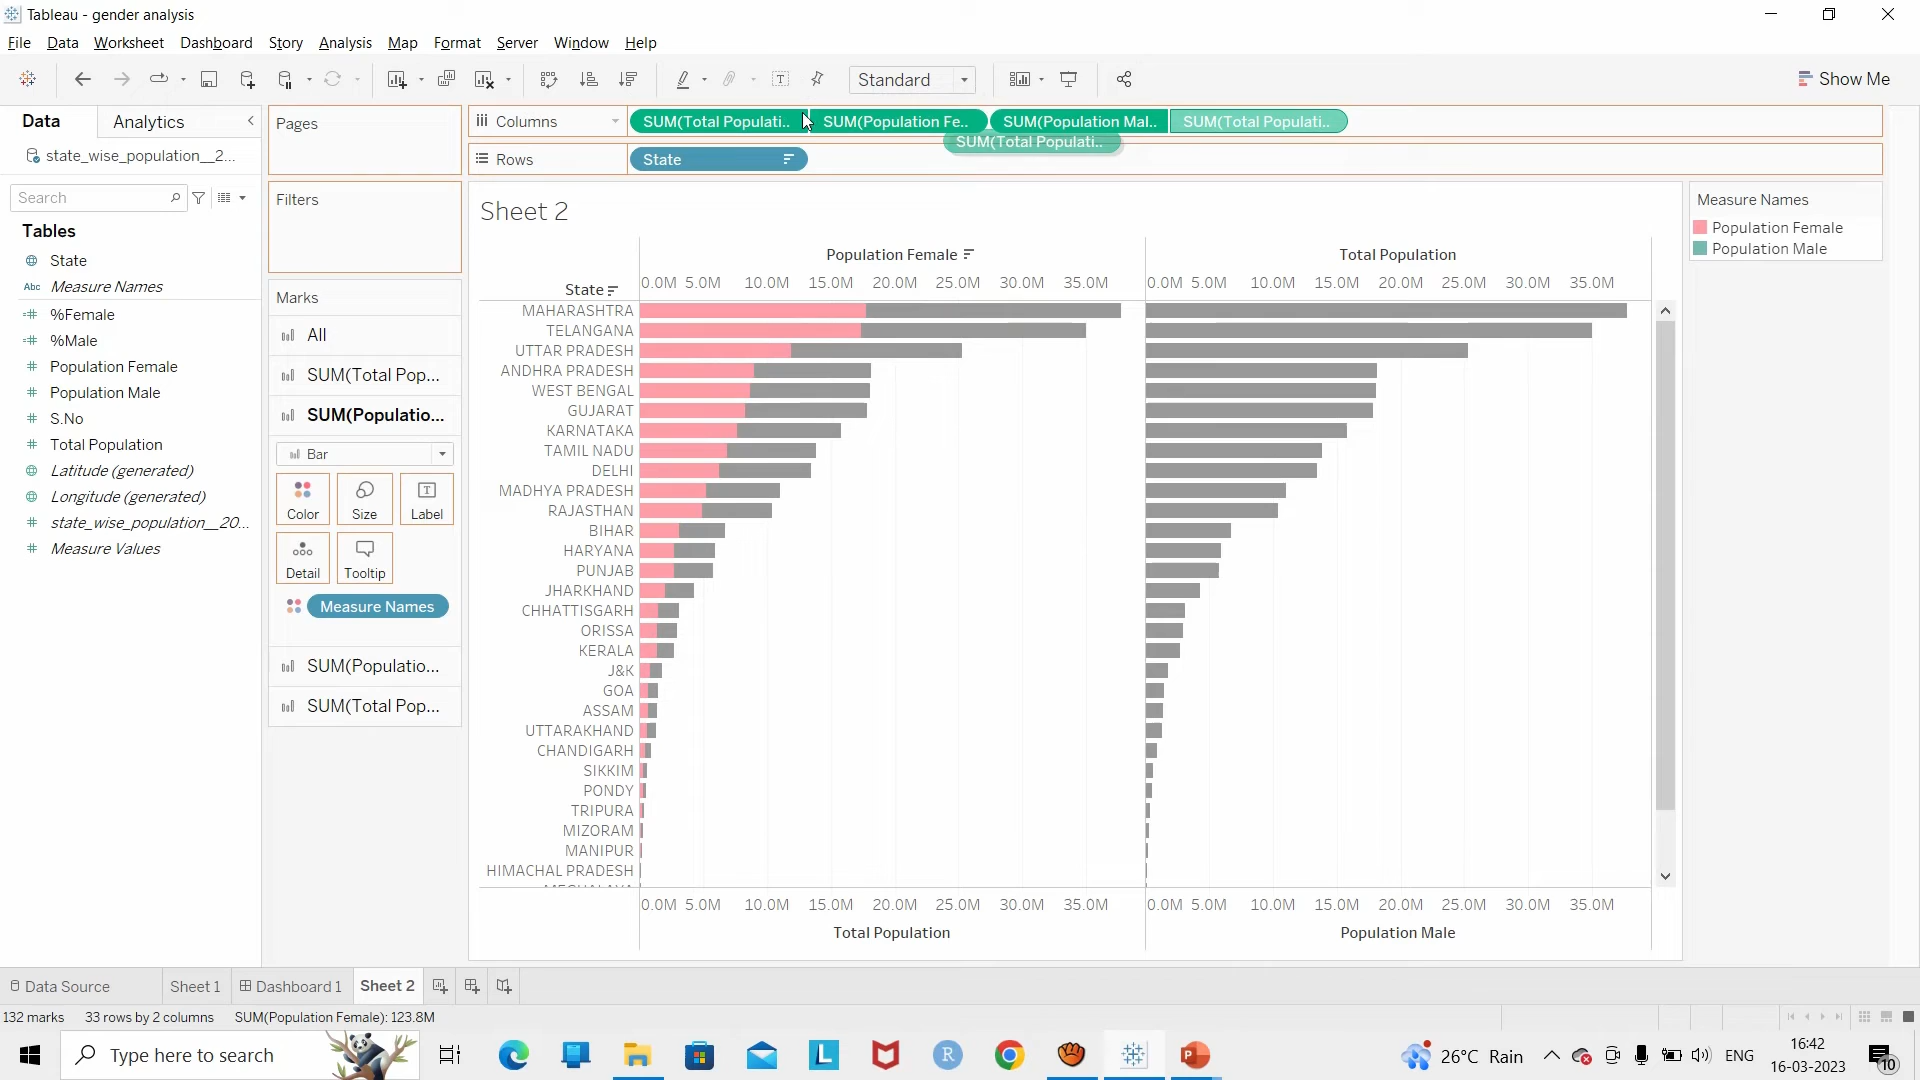 Tableau - gender analysis
File Data Worksheet Dashboard Story Analysis Map Format Server Window Help
Standard
Show Me
Data
Analytics
state_wise_population__2...
Search
Tables
State
Abc Measure Names
%Female
%Male
Population Female
Population Male
S.No
Total Population
Latitude (generated)
Longitude (generated)
state_wise_population__20...
Measure Values
Pages
Filters
Marks
All
SUM(Total Pop...
SUM(Populatio...
Bar
Color
Size
Label
Detail
Tooltip
Measure Names
SUM(Populatio...
SUM(Total Pop...
Columns
SUM(Total Populati..
SUM(Population Fe..
SUM(Population Mal..
SUM(Total Populati..
SUM(Total Populati..
Rows
State
Sheet 2
Population Female
Total Population
State
0.0M 5.0M 10.0M 15.0M 20.0M 25.0M 30.0M 35.0M
0.0M 5.0M 10.0M 15.0M 20.0M 25.0M 30.0M 35.0M
MAHARASHTRA
TELANGANA
UTTAR PRADESH
ANDHRA PRADESH
WEST BENGAL
GUJARAT
KARNATAKA
TAMIL NADU
DELHI
MADHYA PRADESH
RAJASTHAN
BIHAR
HARYANA
PUNJAB
JHARKHAND
CHHATTISGARH
ORISSA
KERALA
J&K
GOA
ASSAM
UTTARAKHAND
CHANDIGARH
SIKKIM
PONDY
TRIPURA
MIZORAM
MANIPUR
HIMACHAL PRADESH
0.0M 5.0M 10.0M 15.0M 20.0M 25.0M 30.0M 35.0M
0.0M 5.0M 10.0M 15.0M 20.0M 25.0M 30.0M 35.0M
Total Population
Population Male
Measure Names
Population Female
Population Male
Data Source
Sheet 1
Dashboard 1
Sheet 2
132 marks
33 rows by 2 columns
SUM(Population Female): 123.8M
Type here to search
26°C Rain
ENG
16:42
16-03-2023
10